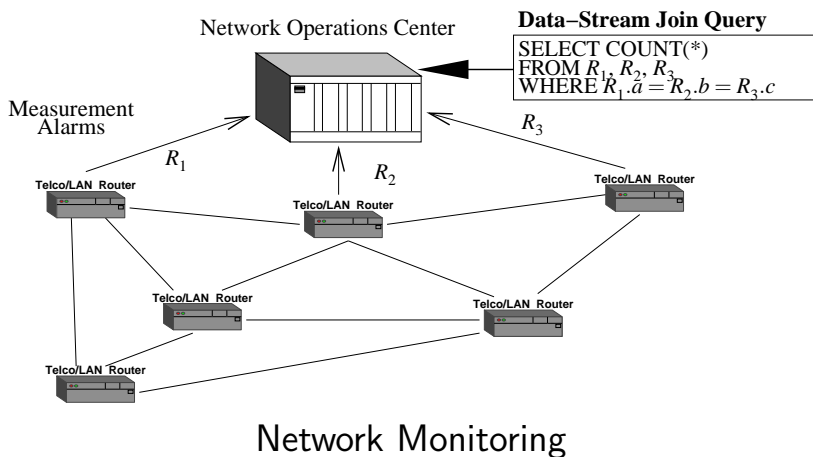 Network Operations Center
Data–Stream Join Query
SELECT COUNT(*)
FROM R₁, R₂, R₃
WHERE R₁.a = R₂.b = R₃.c
Measurement
Alarms
R₁
R₂
R₃
Telco/LAN Router
Telco/LAN Router
Telco/LAN Router
Telco/LAN Router
Telco/LAN Router
Telco/LAN Router
Network Monitoring